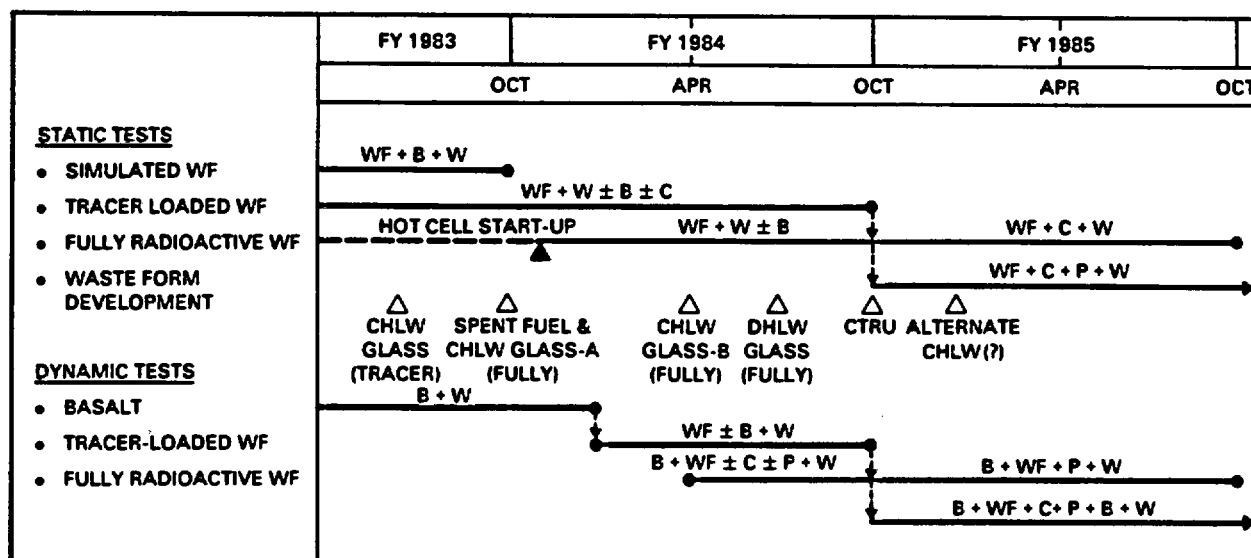 FY 1983 FY 1984 FY 1985
OCT APR OCT APR OCT
STATIC TESTS
WF + B + W
• SIMULATED WF
WF + W ± B ± C
• TRACER LOADED WF
HOT CELL START-UP WF + W ± B WF + C + W
• FULLY RADIOACTIVE WF
• WASTE FORM
DEVELOPMENT
WF + C + P + W
CHLW SPENT FUEL & CHLW DHLW CTRU ALTERNATE
GLASS CHLW GLASS-A GLASS-B GLASS CHLW(?)
(TRACER) (FULLY) (FULLY) (FULLY)
DYNAMIC TESTS
B + W
• BASALT
WF ± B + W
• TRACER-LOADED WF
B + WF ± C ± P + W B + WF + P + W
• FULLY RADIOACTIVE WF
B + WF + C+ P + B + W